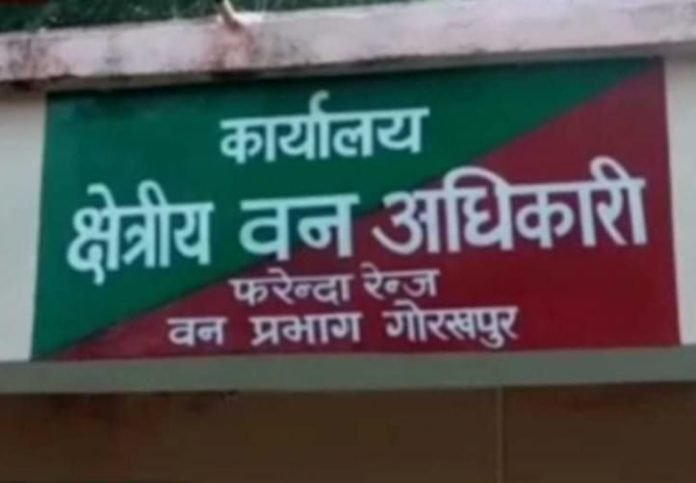 कार्यालय
क्षेत्रीय वन अधिकारी
फरेन्दा रेन्ज
वन प्रभाग गोरखपुर